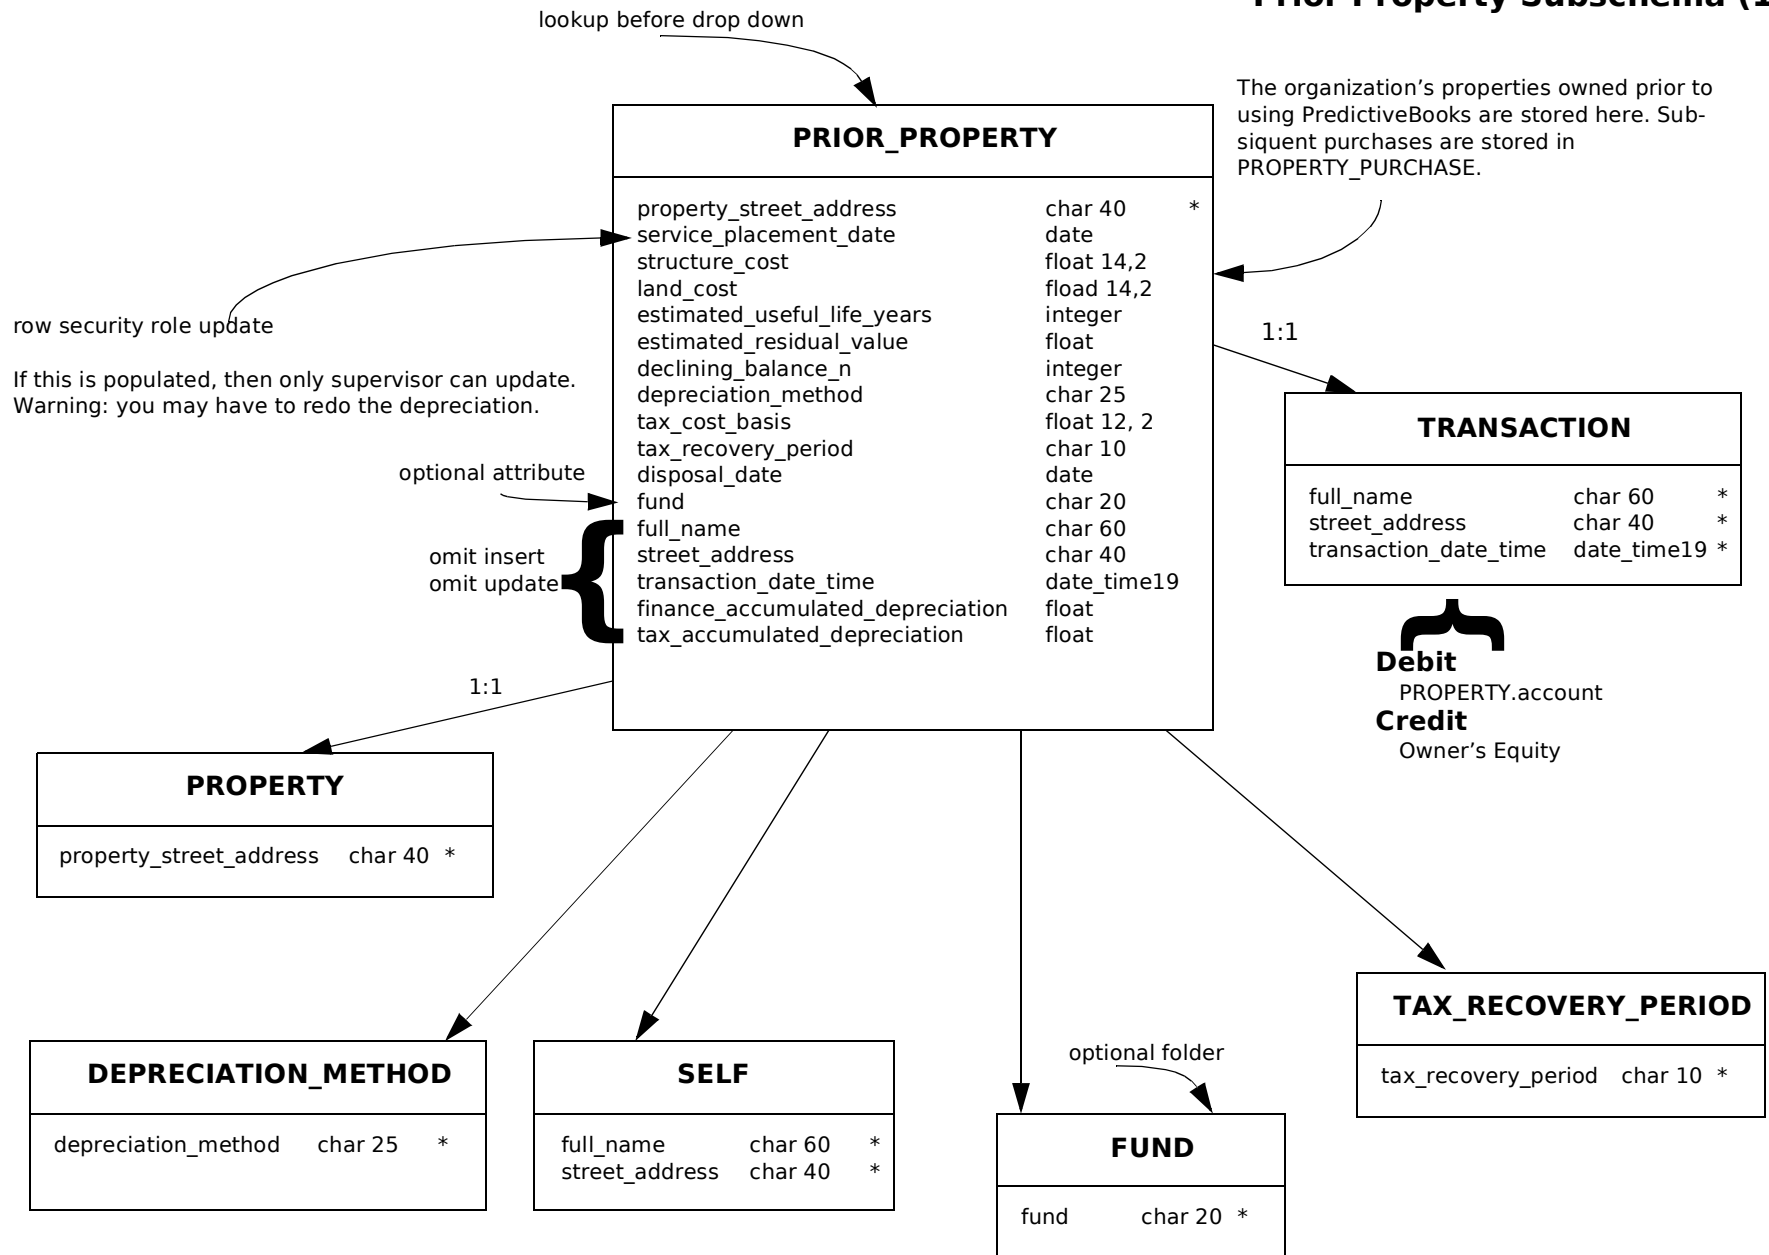 Prior Property Subschema (1
lookup before drop down
The organization’s properties owned prior to
using PredictiveBooks are stored here. Sub-
siquent purchases are stored in
PROPERTY_PURCHASE.
PRIOR_PROPERTY
property_street_address char 40 *
service_placement_date date
structure_cost float 14,2
land_cost fload 14,2
estimated_useful_life_years integer
estimated_residual_value float
declining_balance_n integer
depreciation_method char 25
tax_cost_basis float 12, 2
tax_recovery_period char 10
disposal_date date
fund char 20
full_name char 60
street_address char 40
transaction_date_time date_time19
finance_accumulated_depreciation float
tax_accumulated_depreciation float
row security role update
If this is populated, then only supervisor can update.
Warning: you may have to redo the depreciation.
optional attribute
omit insert
omit update
1:1
TRANSACTION
full_name char 60 *
street_address char 40 *
transaction_date_time date_time19 *
Debit
PROPERTY.account
Credit
Owner’s Equity
1:1
PROPERTY
property_street_address char 40 *
DEPRECIATION_METHOD
depreciation_method char 25 *
SELF
full_name char 60 *
street_address char 40 *
optional folder
FUND
fund char 20 *
TAX_RECOVERY_PERIOD
tax_recovery_period char 10 *